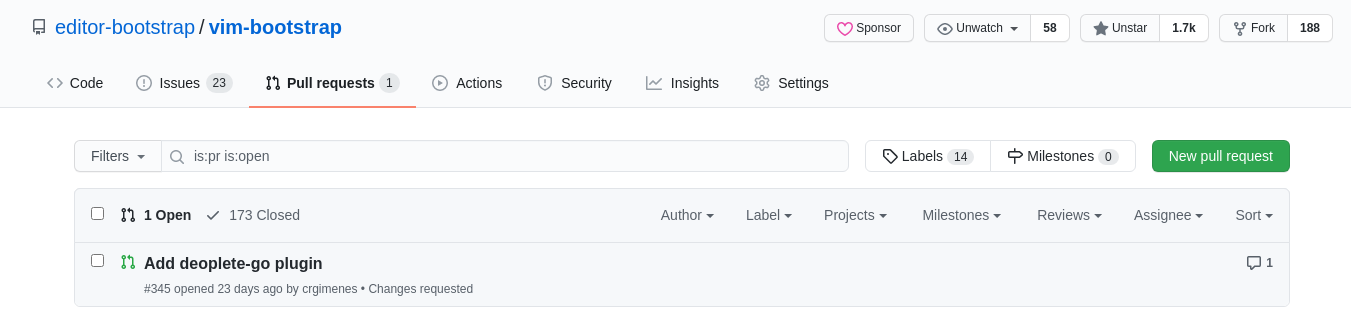 editor-bootstrap / vim-bootstrap
Sponsor
Unwatch 58
Unstar 1.7k
Fork 188
Code
Issues 23
Pull requests 1
Actions
Security
Insights
Settings
Filters
is:pr is:open
Labels 14
Milestones 0
New pull request
1 Open
173 Closed
Author
Label
Projects
Milestones
Reviews
Assignee
Sort
Add deoplete-go plugin
1
#345 opened 23 days ago by crgimenes • Changes requested